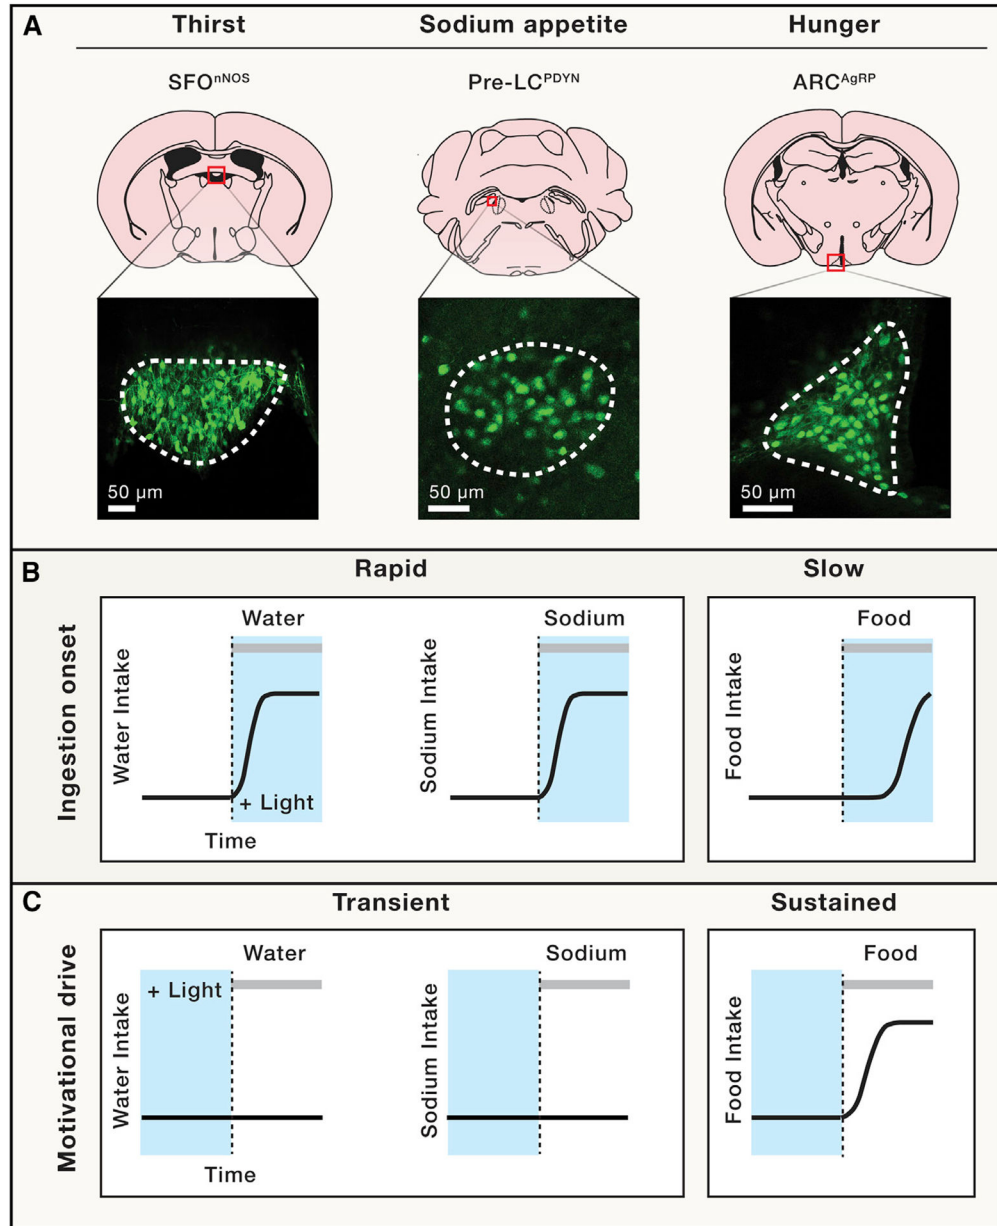 A
Thirst
Sodium appetite
Hunger
SFOnNOS
Pre-LCPDYN
ARCAgRP
50 µm
50 µm
50 µm
B
Rapid
Slow
Ingestion onset
Water
Water Intake
+ Light
Time
Sodium
Sodium Intake
Food
Food Intake
C
Transient
Sustained
Motivational drive
Water
+ Light
Water Intake
Time
Sodium
Sodium Intake
Food
Food Intake